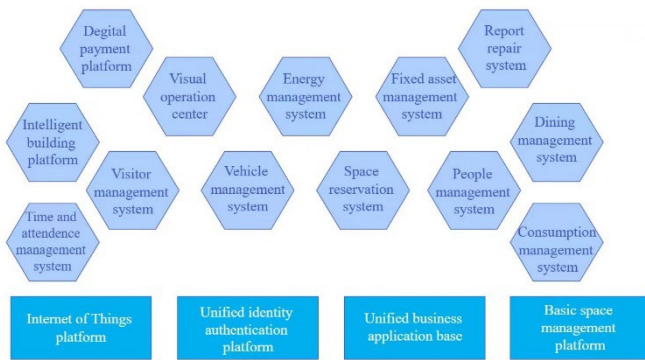 Degital
payment
platform
Visual
operation
center
Energy
management
system
Fixed asset
management
system
Report
repair
system
Intelligent
building
platform
Visitor
management
system
Vehicle
management
system
Space
reservation
system
People
management
system
Dining
management
system
Time and
attendence
management
system
Consumption
management
system
Internet of Things
platform
Unified identity
authentication
platform
Unified business
application base
Basic space
management
platform